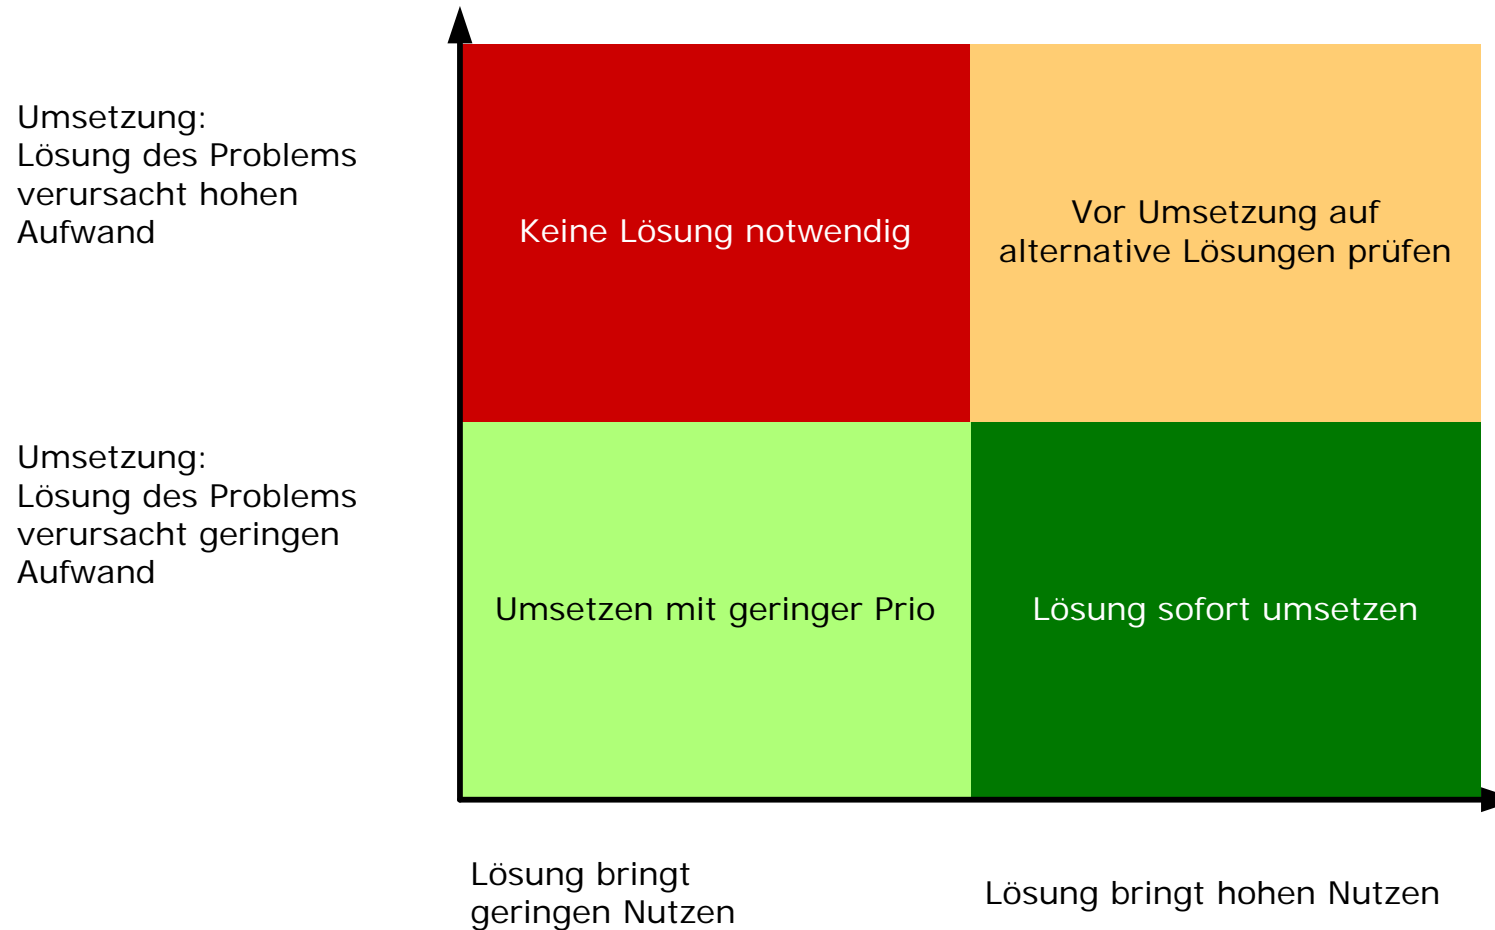 Umsetzung:
Lösung des Problems
verursacht hohen
Aufwand
Keine Lösung notwendig
Vor Umsetzung auf
alternative Lösungen prüfen
Umsetzung:
Lösung des Problems
verursacht geringen
Aufwand
Umsetzen mit geringer Prio
Lösung sofort umsetzen
Lösung bringt
geringen Nutzen
Lösung bringt hohen Nutzen